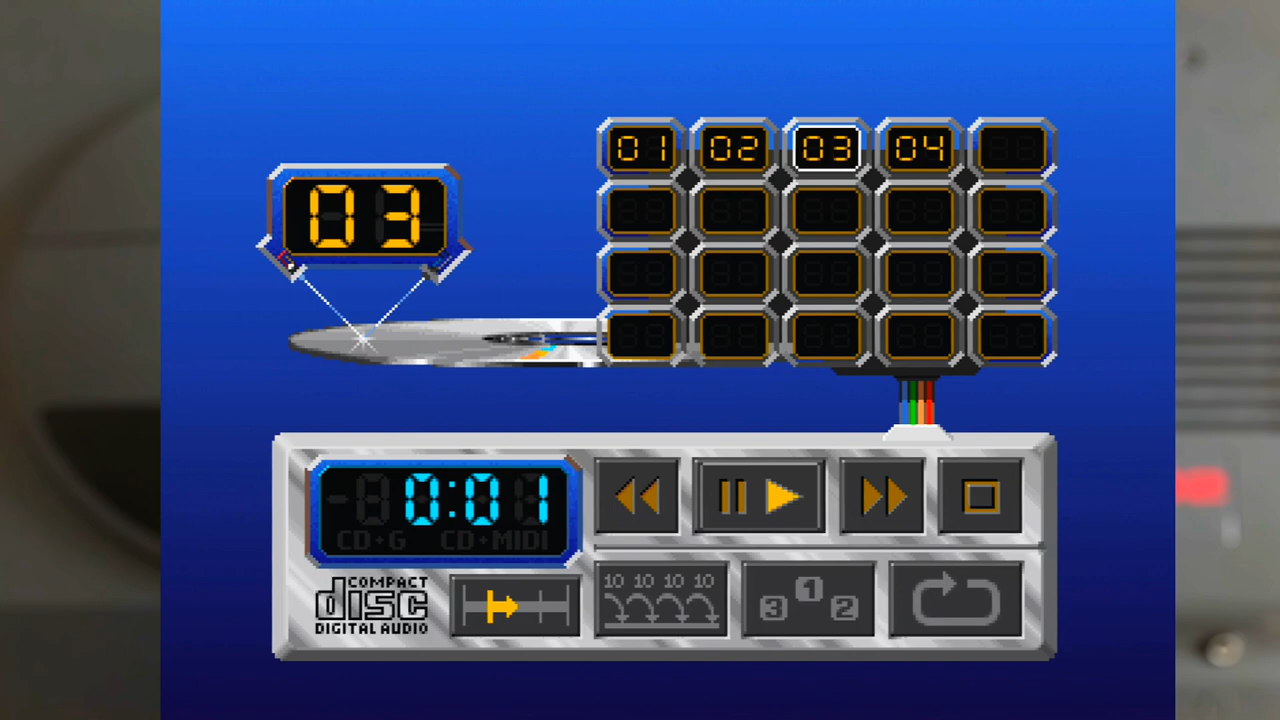 01 02 03 04
03
0:01
CD+G CD+MIDI
COMPACT
disc
DIGITAL AUDIO
10 10 10 10
3 1 2